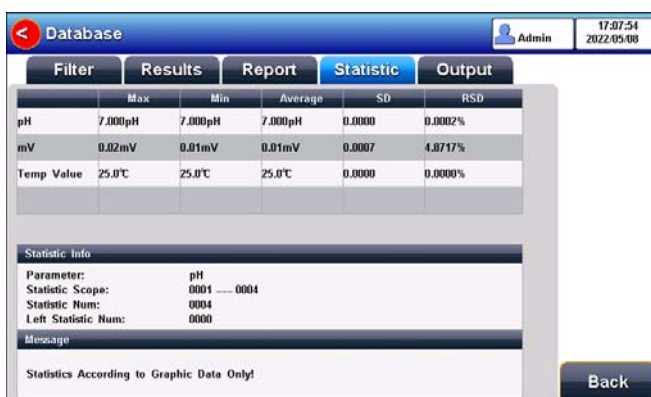 < Database Admin 17:07:54
2022/05/08
Filter Results Report Statistic Output
Max Min Average SD RSD
pH 7.000pH 7.000pH 7.000pH 0.0000 0.0002%
mV 0.02mV 0.01mV 0.01mV 0.0007 4.8717%
Temp Value 25.0℃ 25.0℃ 25.0℃ 0.0000 0.0000%
Statistic Info
Parameter: pH
Statistic Scope: 0001 ---- 0004
Statistic Num: 0004
Left Statistic Num: 0000
Message
Statistics According to Graphic Data Only!
Back